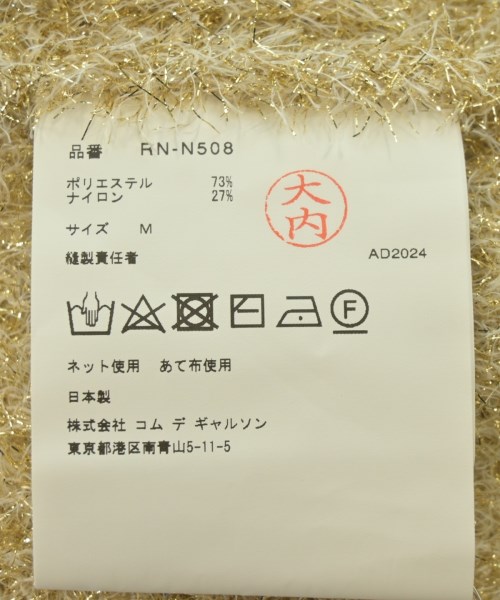 品番 RN-N508
ポリエステル 73%
ナイロン 27%
サイズ M
大内
縫製責任者 AD2024
F
ネット使用 あて布使用
日本製
株式会社 コム デ ギャルソン
東京都港区南青山5-11-5